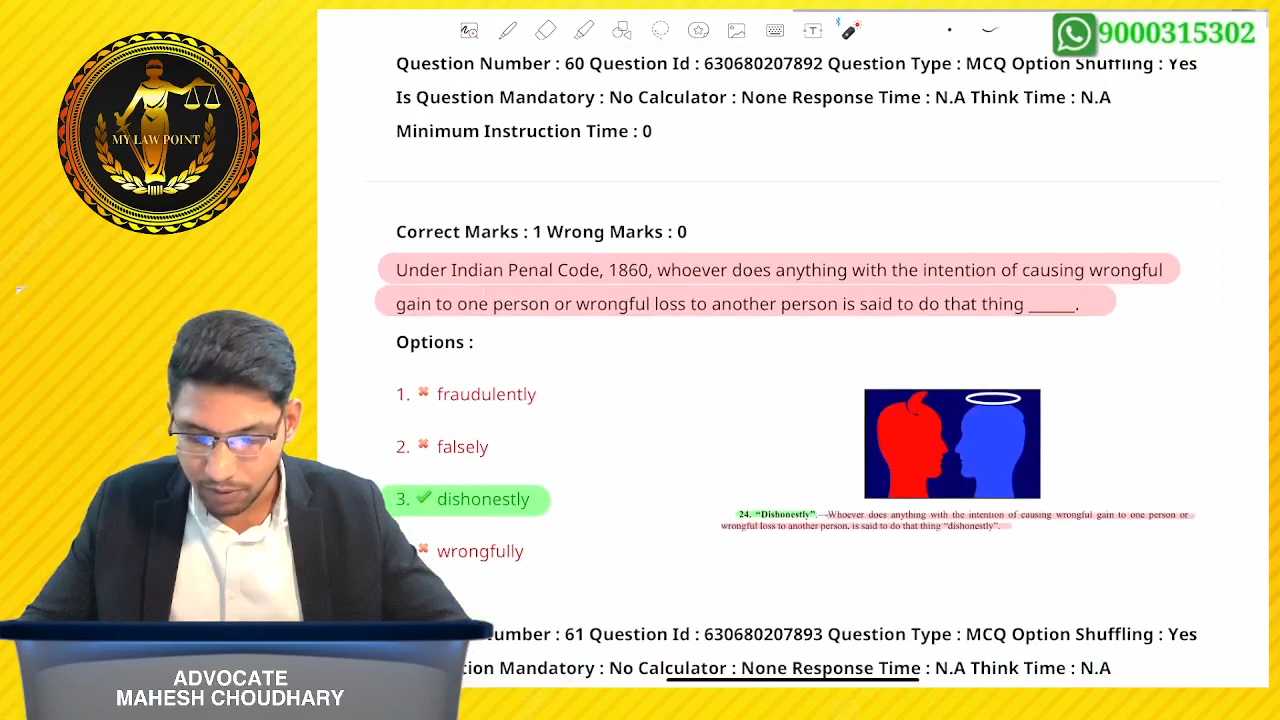 9000315302
MY LAW POINT
Question Number : 60 Question Id : 630680207892 Question Type : MCQ Option Shuffling : Yes
Is Question Mandatory : No Calculator : None Response Time : N.A Think Time : N.A
Minimum Instruction Time : 0
Correct Marks : 1 Wrong Marks : 0
Under Indian Penal Code, 1860, whoever does anything with the intention of causing wrongful
gain to one person or wrongful loss to another person is said to do that thing ______.
Options :
1. fraudulently
2. falsely
3. dishonestly
wrongfully
24. “Dishonestly”.—Whoever does anything with the intention of causing wrongful gain to one person or
wrongful loss to another person, is said to do that thing “dishonestly”.
umber : 61 Question Id : 630680207893 Question Type : MCQ Option Shuffling : Yes
tion Mandatory : No Calculator : None Response Time : N.A Think Time : N.A
ADVOCATE
MAHESH CHOUDHARY